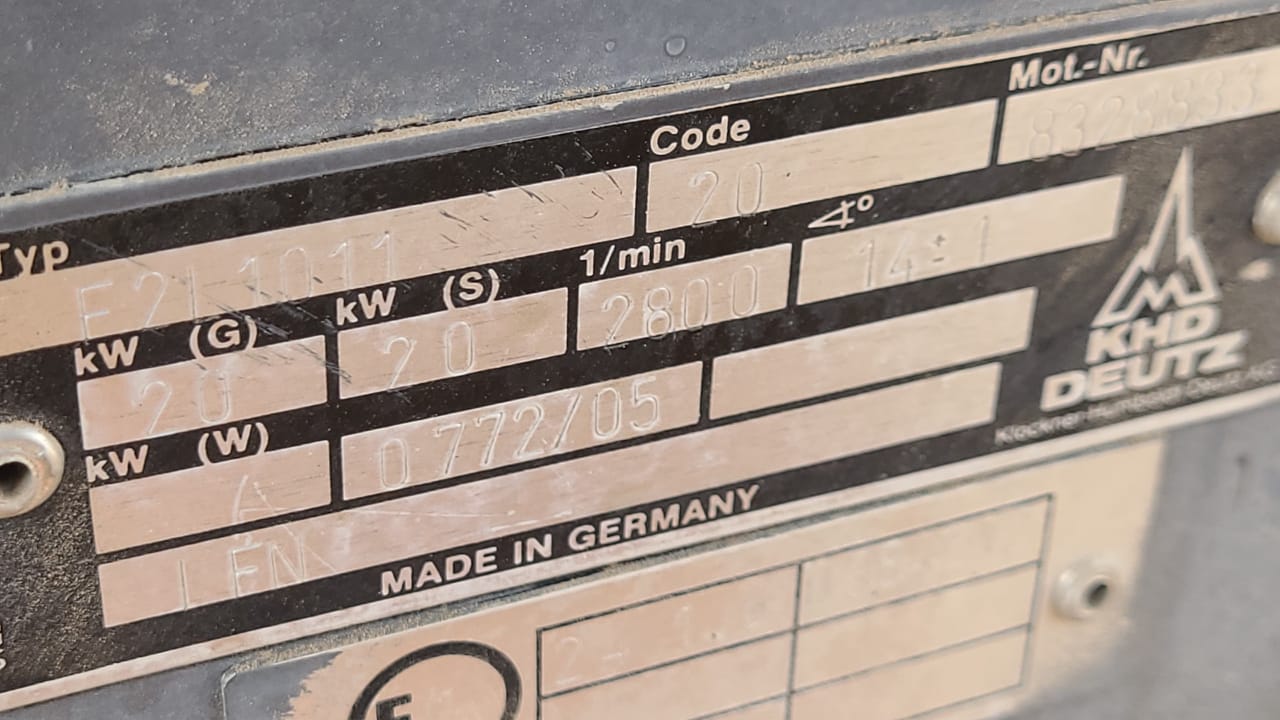 Mot.-Nr.
Code
8328833
20
Typ
F2L1011
1/min
∢°
kW (G)
kW (S)
20
20
2800
14±1
kW (W)
A
0772/05
KHD
DEUTZ
MADE IN GERMANY
E